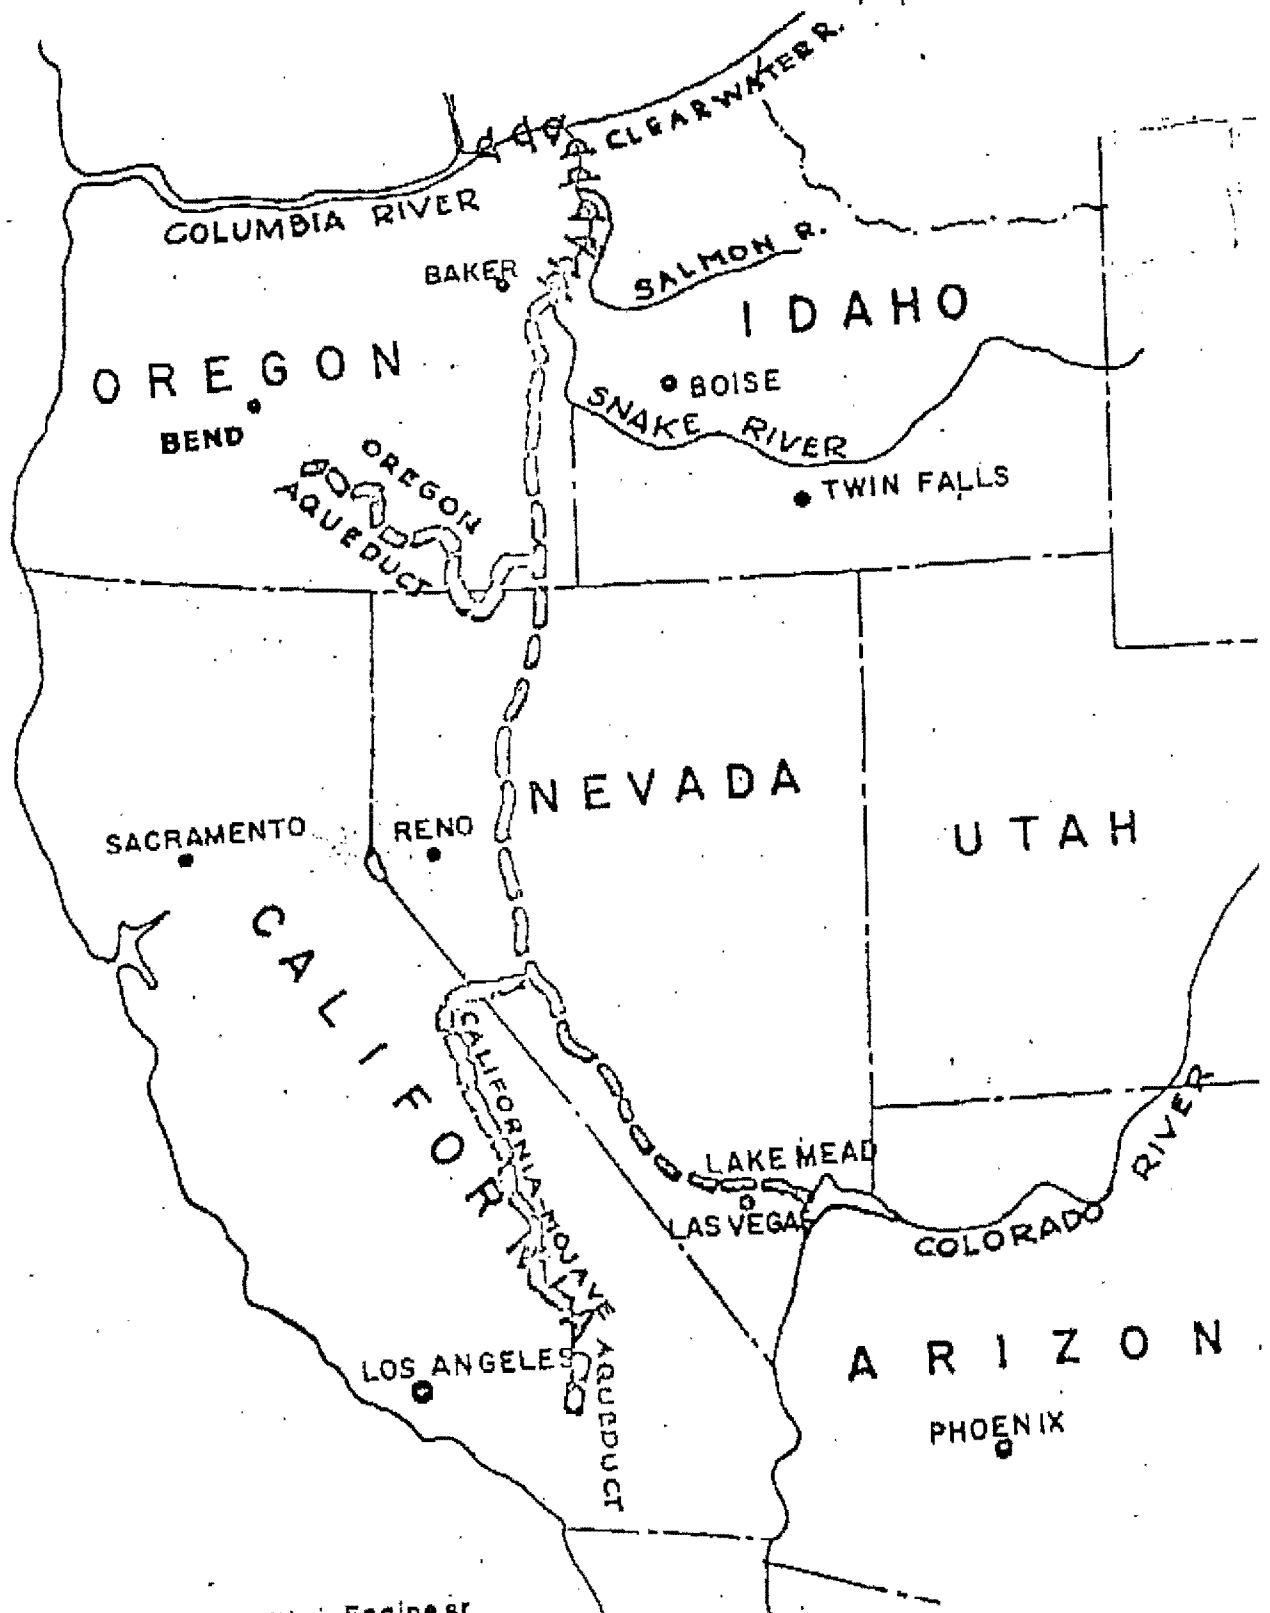 CLEARWATER R.
COLUMBIA RIVER
BAKER
SALMON R.
IDAHO
OREGON
BOISE
BEND
SNAKE RIVER
OREGON
AQUEDUCT
TWIN FALLS
NEVADA
SACRAMENTO
RENO
UTAH
CALIFORNIA
CALIFORNIA-MOJAVE AQUEDUCT
LAKE MEAD
LAS VEGAS
COLORADO RIVER
LOS ANGELES
ARIZON
PHOENIX
Engineer